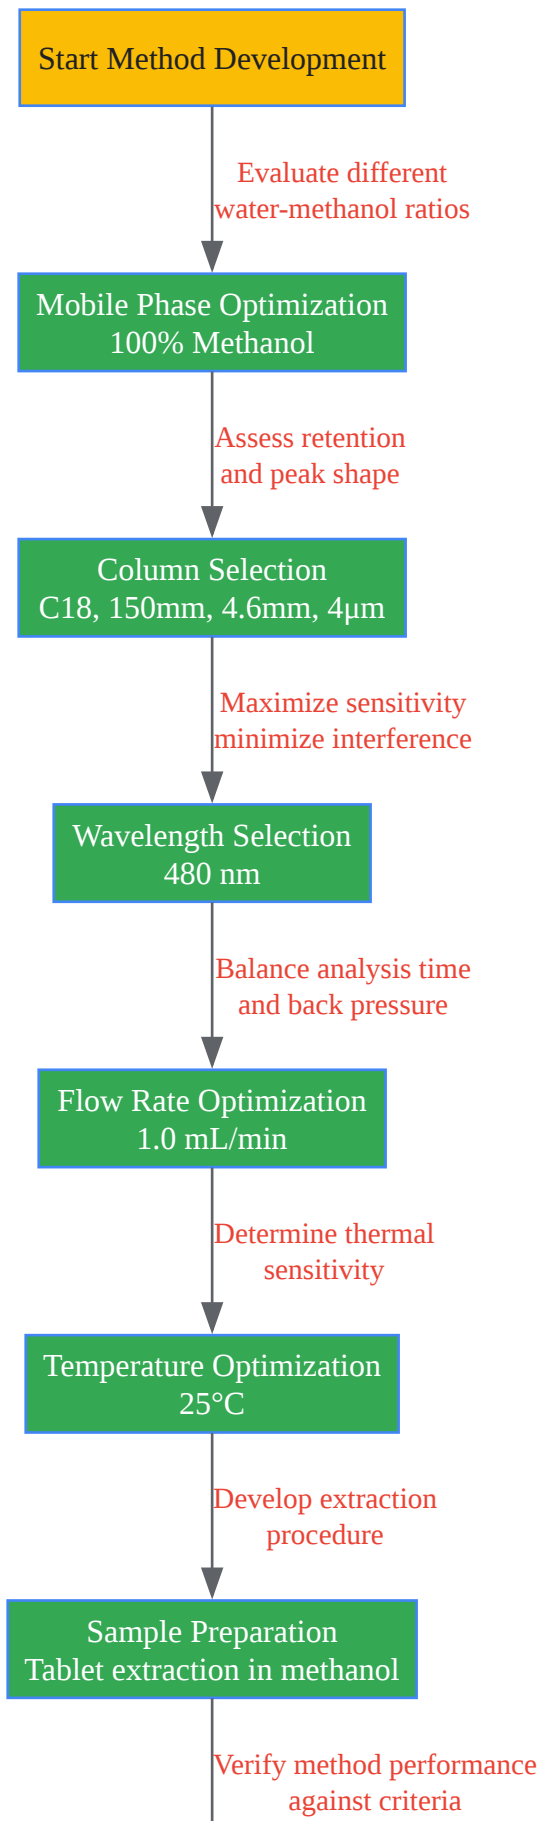 Start Method Development
Evaluate different
water-methanol ratios
Mobile Phase Optimization
100% Methanol
Assess retention
and peak shape
Column Selection
C18, 150mm, 4.6mm, 4μm
Maximize sensitivity
minimize interference
Wavelength Selection
480 nm
Balance analysis time
and back pressure
Flow Rate Optimization
1.0 mL/min
Determine thermal
sensitivity
Temperature Optimization
25°C
Develop extraction
procedure
Sample Preparation
Tablet extraction in methanol
Verify method performance
against criteria